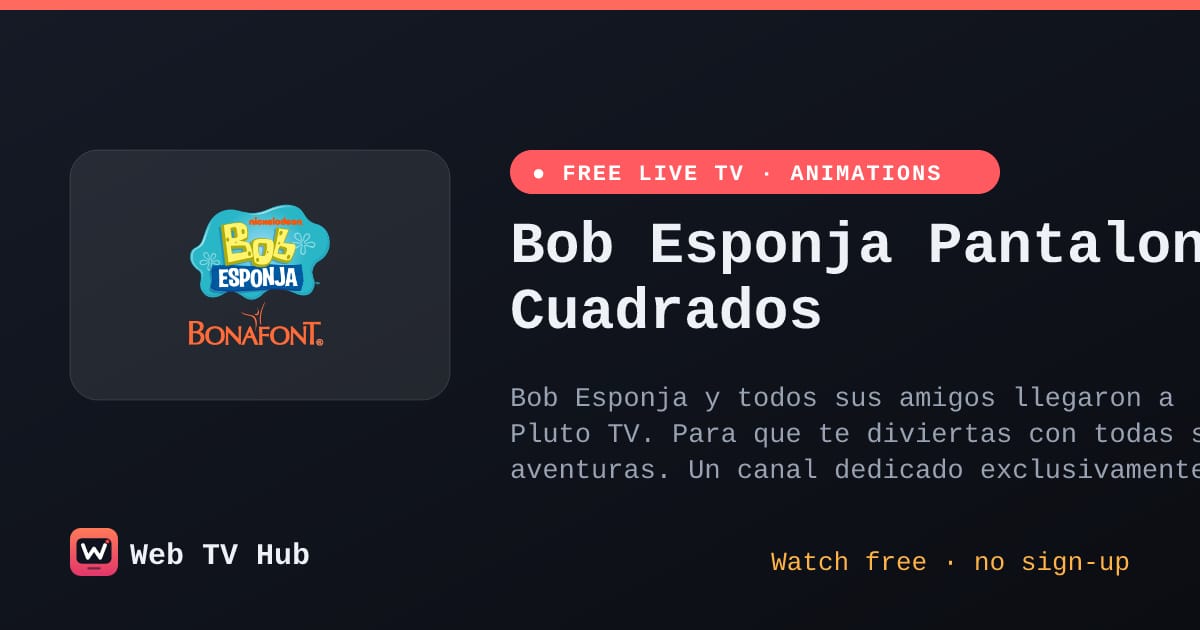 nickelodeon
Bob
ESPONJA
BONAFONT®
• FREE LIVE TV · ANIMATIONS
Bob Esponja Pantalon
Cuadrados
Bob Esponja y todos sus amigos llegaron a
Pluto TV. Para que te diviertas con todas s
aventuras. Un canal dedicado exclusivamente
W
Web TV Hub
Watch free · no sign-up